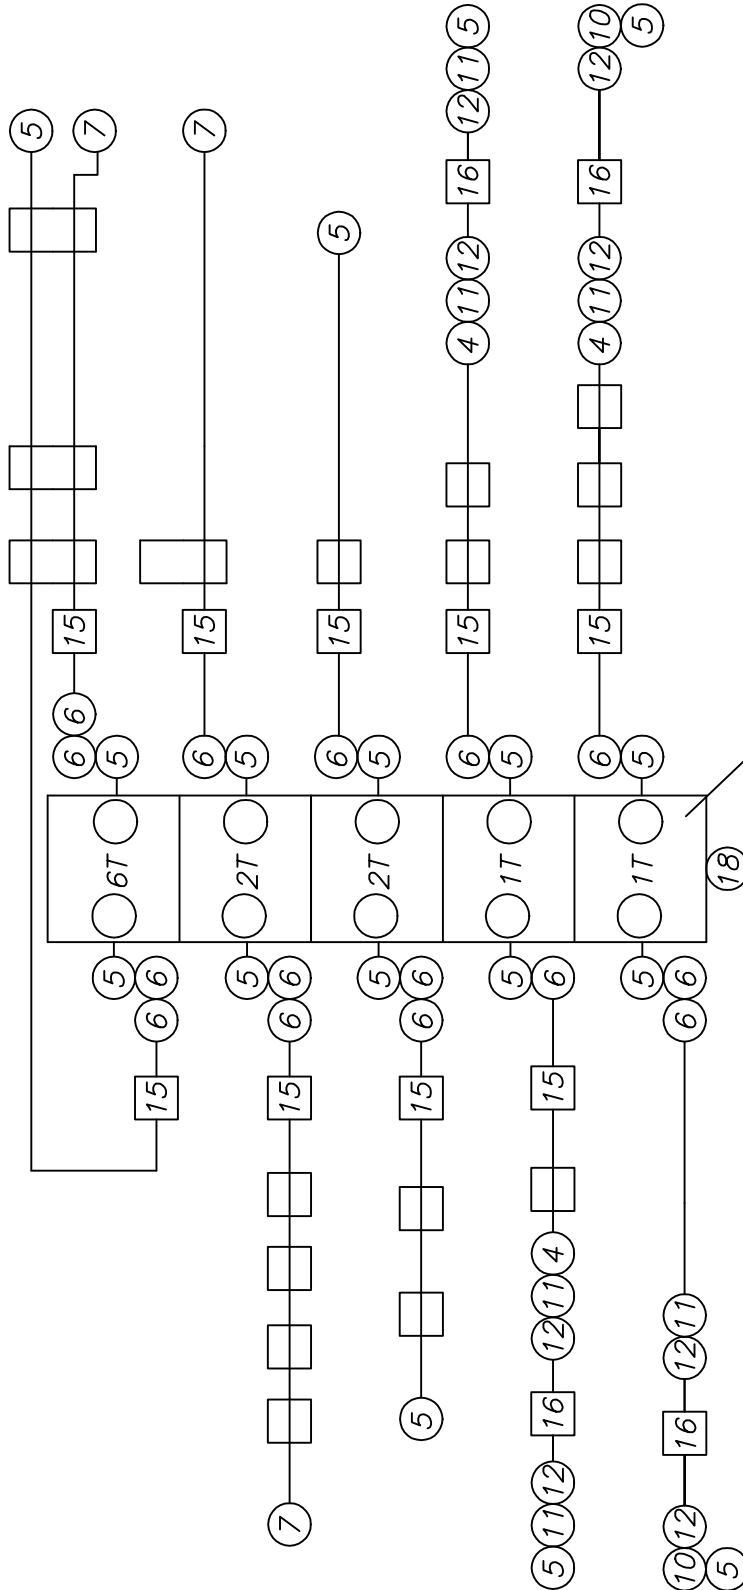 5
6 6 15 7
5 6T 5
15 6 6
6 15 7
5 2T 5
7 15 6 6
6 15 5
5 2T 5
5 15 6 6
6 15 4 11 12 16 12 11 5
5 1T 5
5 11 12 16 12 11 4 15 6
6 15 4 11 12 16 12 10
5 1T 5 5
10 12 16 12 11 6 6
5 18